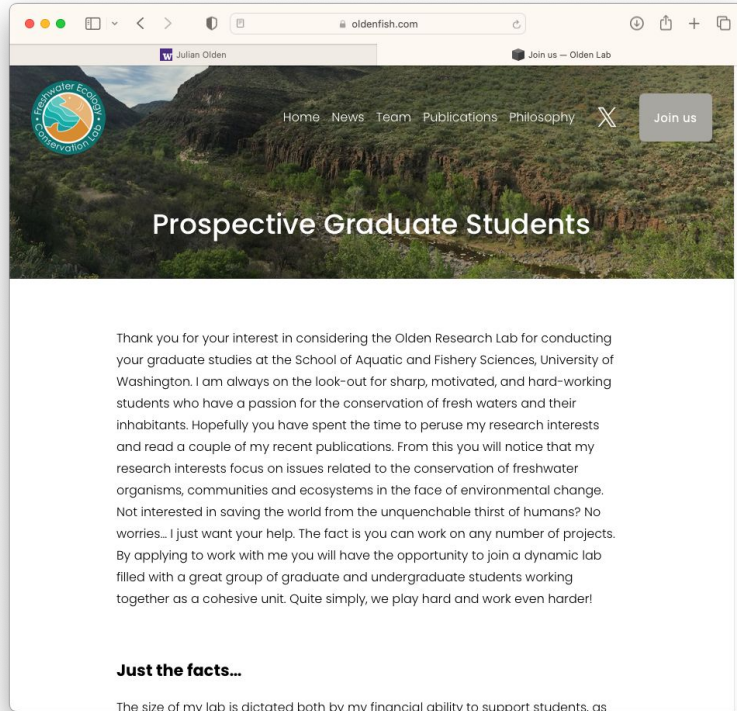 oldenfish.com
W Julian Olden
Join us — Olden Lab
Freshwater Ecology
Conservation Lab
Home News Team Publications Philosophy X Join us
Prospective Graduate Students
Thank you for your interest in considering the Olden Research Lab for conducting
your graduate studies at the School of Aquatic and Fishery Sciences, University of
Washington. I am always on the look-out for sharp, motivated, and hard-working
students who have a passion for the conservation of fresh waters and their
inhabitants. Hopefully you have spent the time to peruse my research interests
and read a couple of my recent publications. From this you will notice that my
research interests focus on issues related to the conservation of freshwater
organisms, communities and ecosystems in the face of environmental change.
Not interested in saving the world from the unquenchable thirst of humans? No
worries… I just want your help. The fact is you can work on any number of projects.
By applying to work with me you will have the opportunity to join a dynamic lab
filled with a great group of graduate and undergraduate students working
together as a cohesive unit. Quite simply, we play hard and work even harder!
Just the facts…
The size of my lab is dictated both by my financial ability to support students, as